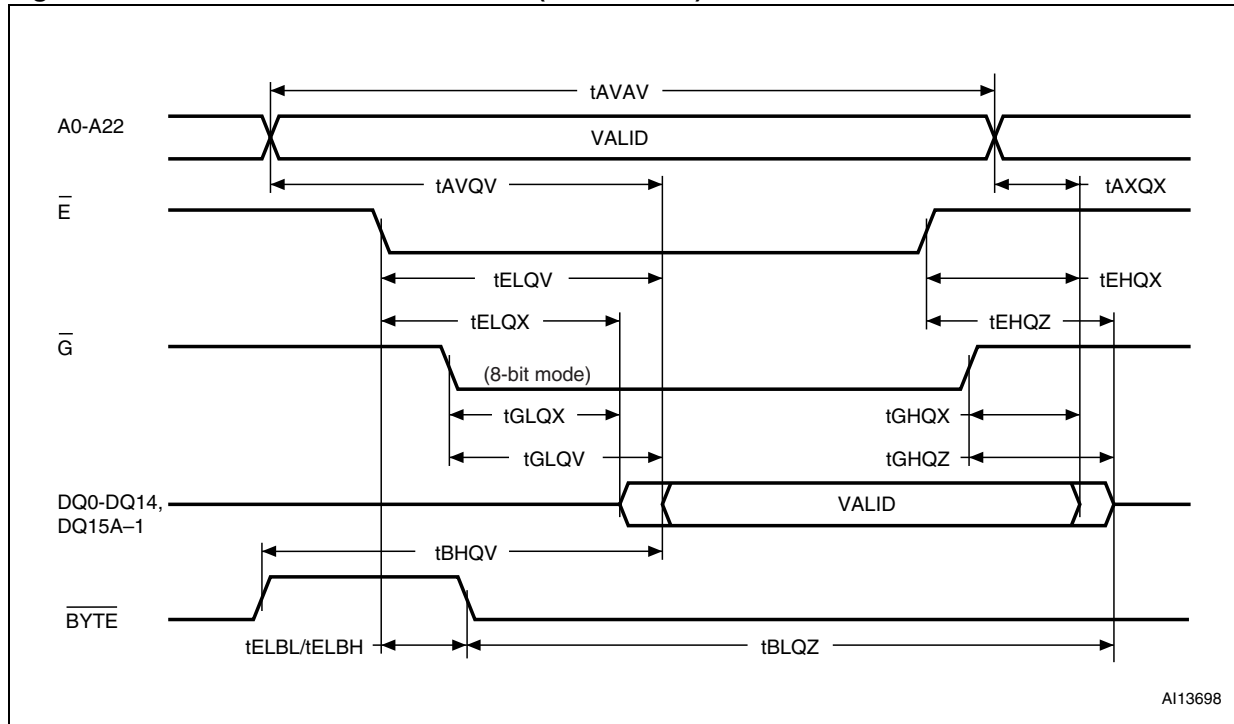 tAVAV
A0-A22
VALID
tAVQV
tAXQX
E
tELQV
tEHQX
tELQX
tEHQZ
G
(8-bit mode)
tGLQX
tGHQX
tGLQV
tGHQZ
DQ0-DQ14,
DQ15A–1
VALID
tBHQV
BYTE
tELBL/tELBH
tBLQZ
AI13698